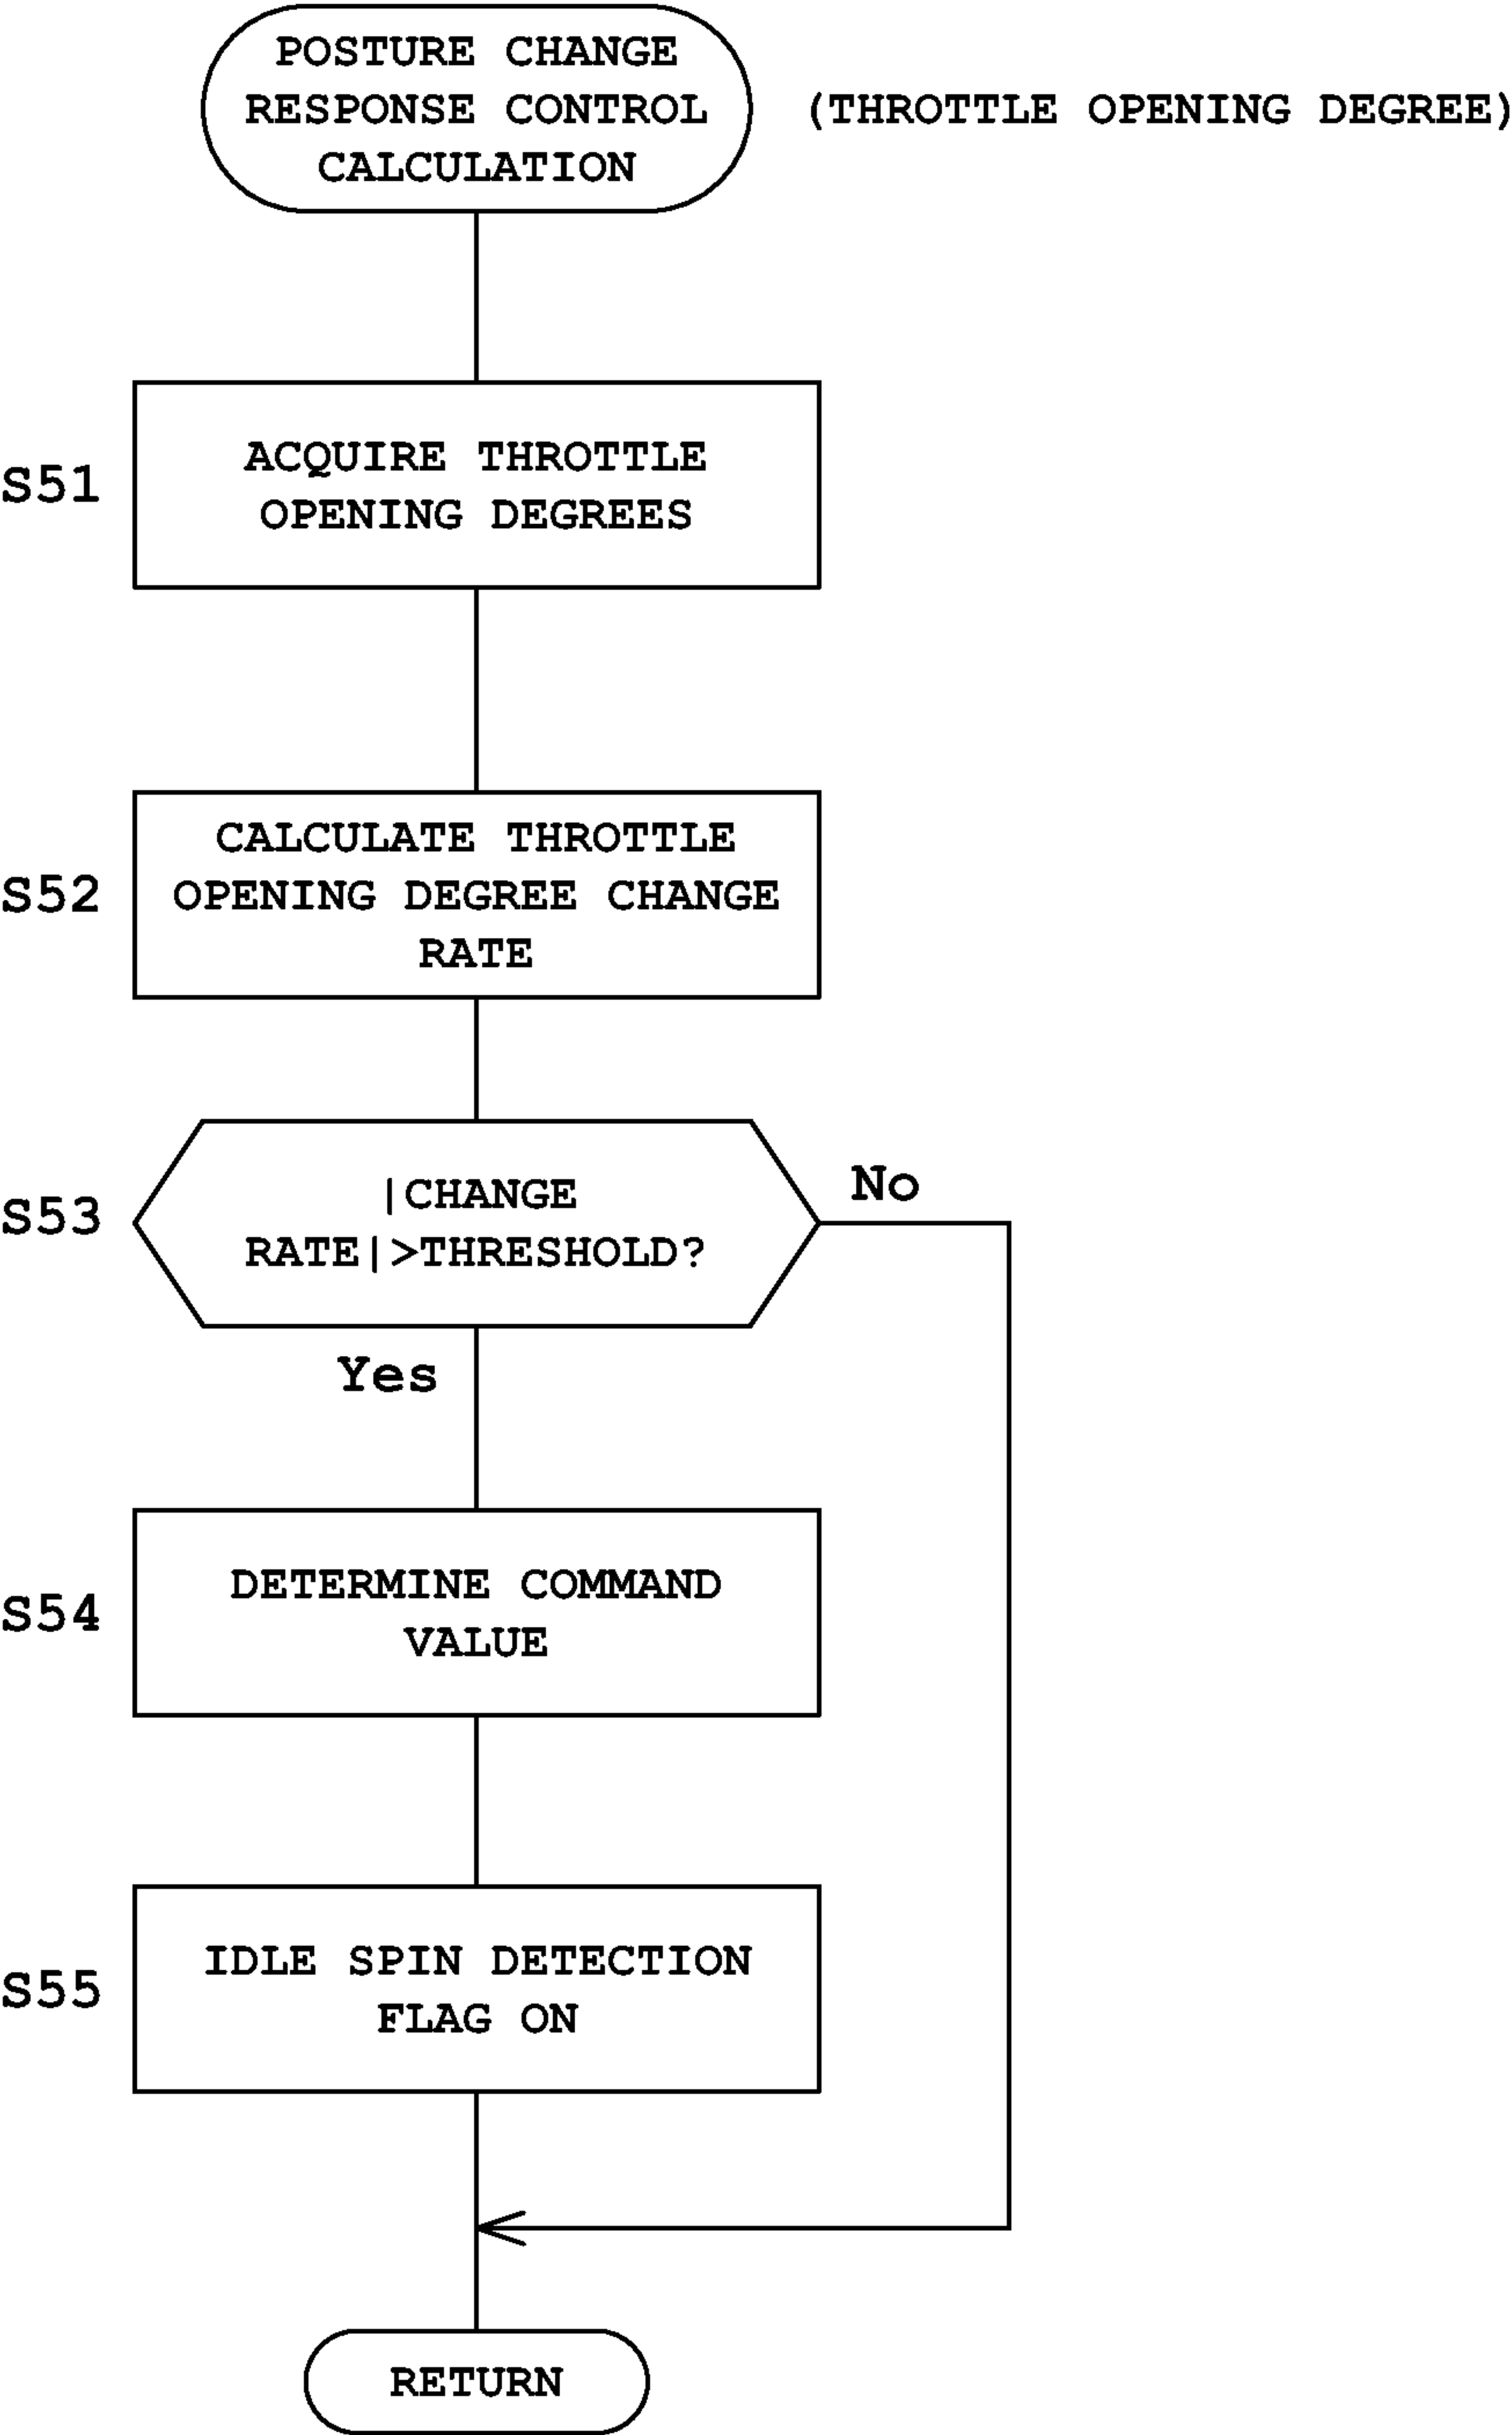 POSTURE CHANGE
RESPONSE CONTROL
CALCULATION
(THROTTLE OPENING DEGREE)
S51
ACQUIRE THROTTLE
OPENING DEGREES
S52
CALCULATE THROTTLE
OPENING DEGREE CHANGE
RATE
S53
|CHANGE
RATE|>THRESHOLD?
No
Yes
S54
DETERMINE COMMAND
VALUE
S55
IDLE SPIN DETECTION
FLAG ON
RETURN